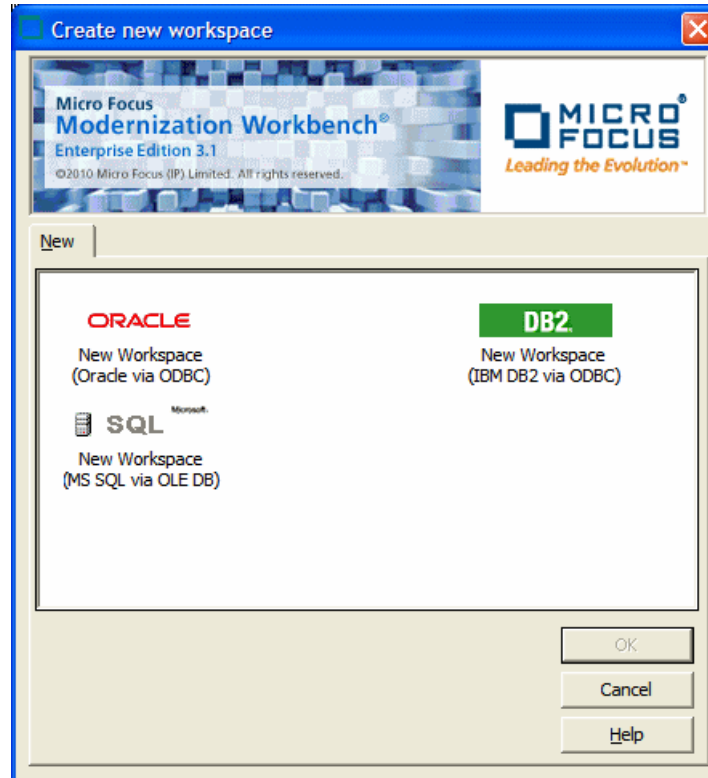 Create new workspace
Micro Focus
Modernization Workbench®
Enterprise Edition 3.1
©2010 Micro Focus (IP) Limited. All rights reserved.
MICRO
FOCUS®
Leading the Evolution™
New
ORACLE
New Workspace
(Oracle via ODBC)
DB2.
New Workspace
(IBM DB2 via ODBC)
Microsoft®
SQL
New Workspace
(MS SQL via OLE DB)
OK
Cancel
Help